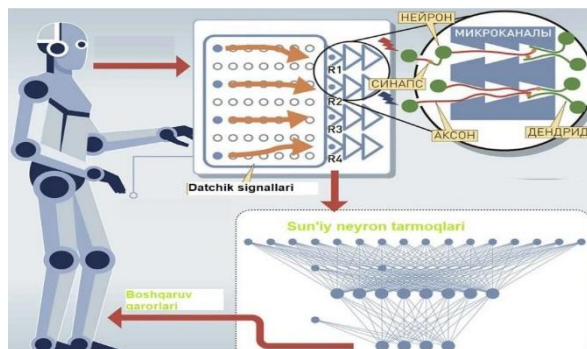 НЕЙРОН
МИКРОКАНАЛЫ
R1
СИНАПС
R2
АКСОН
R3
ДЕНДРИД
R4
Datchik signallari
Sun'iy neyron tarmoqlari
Boshqaruv
qarorlari